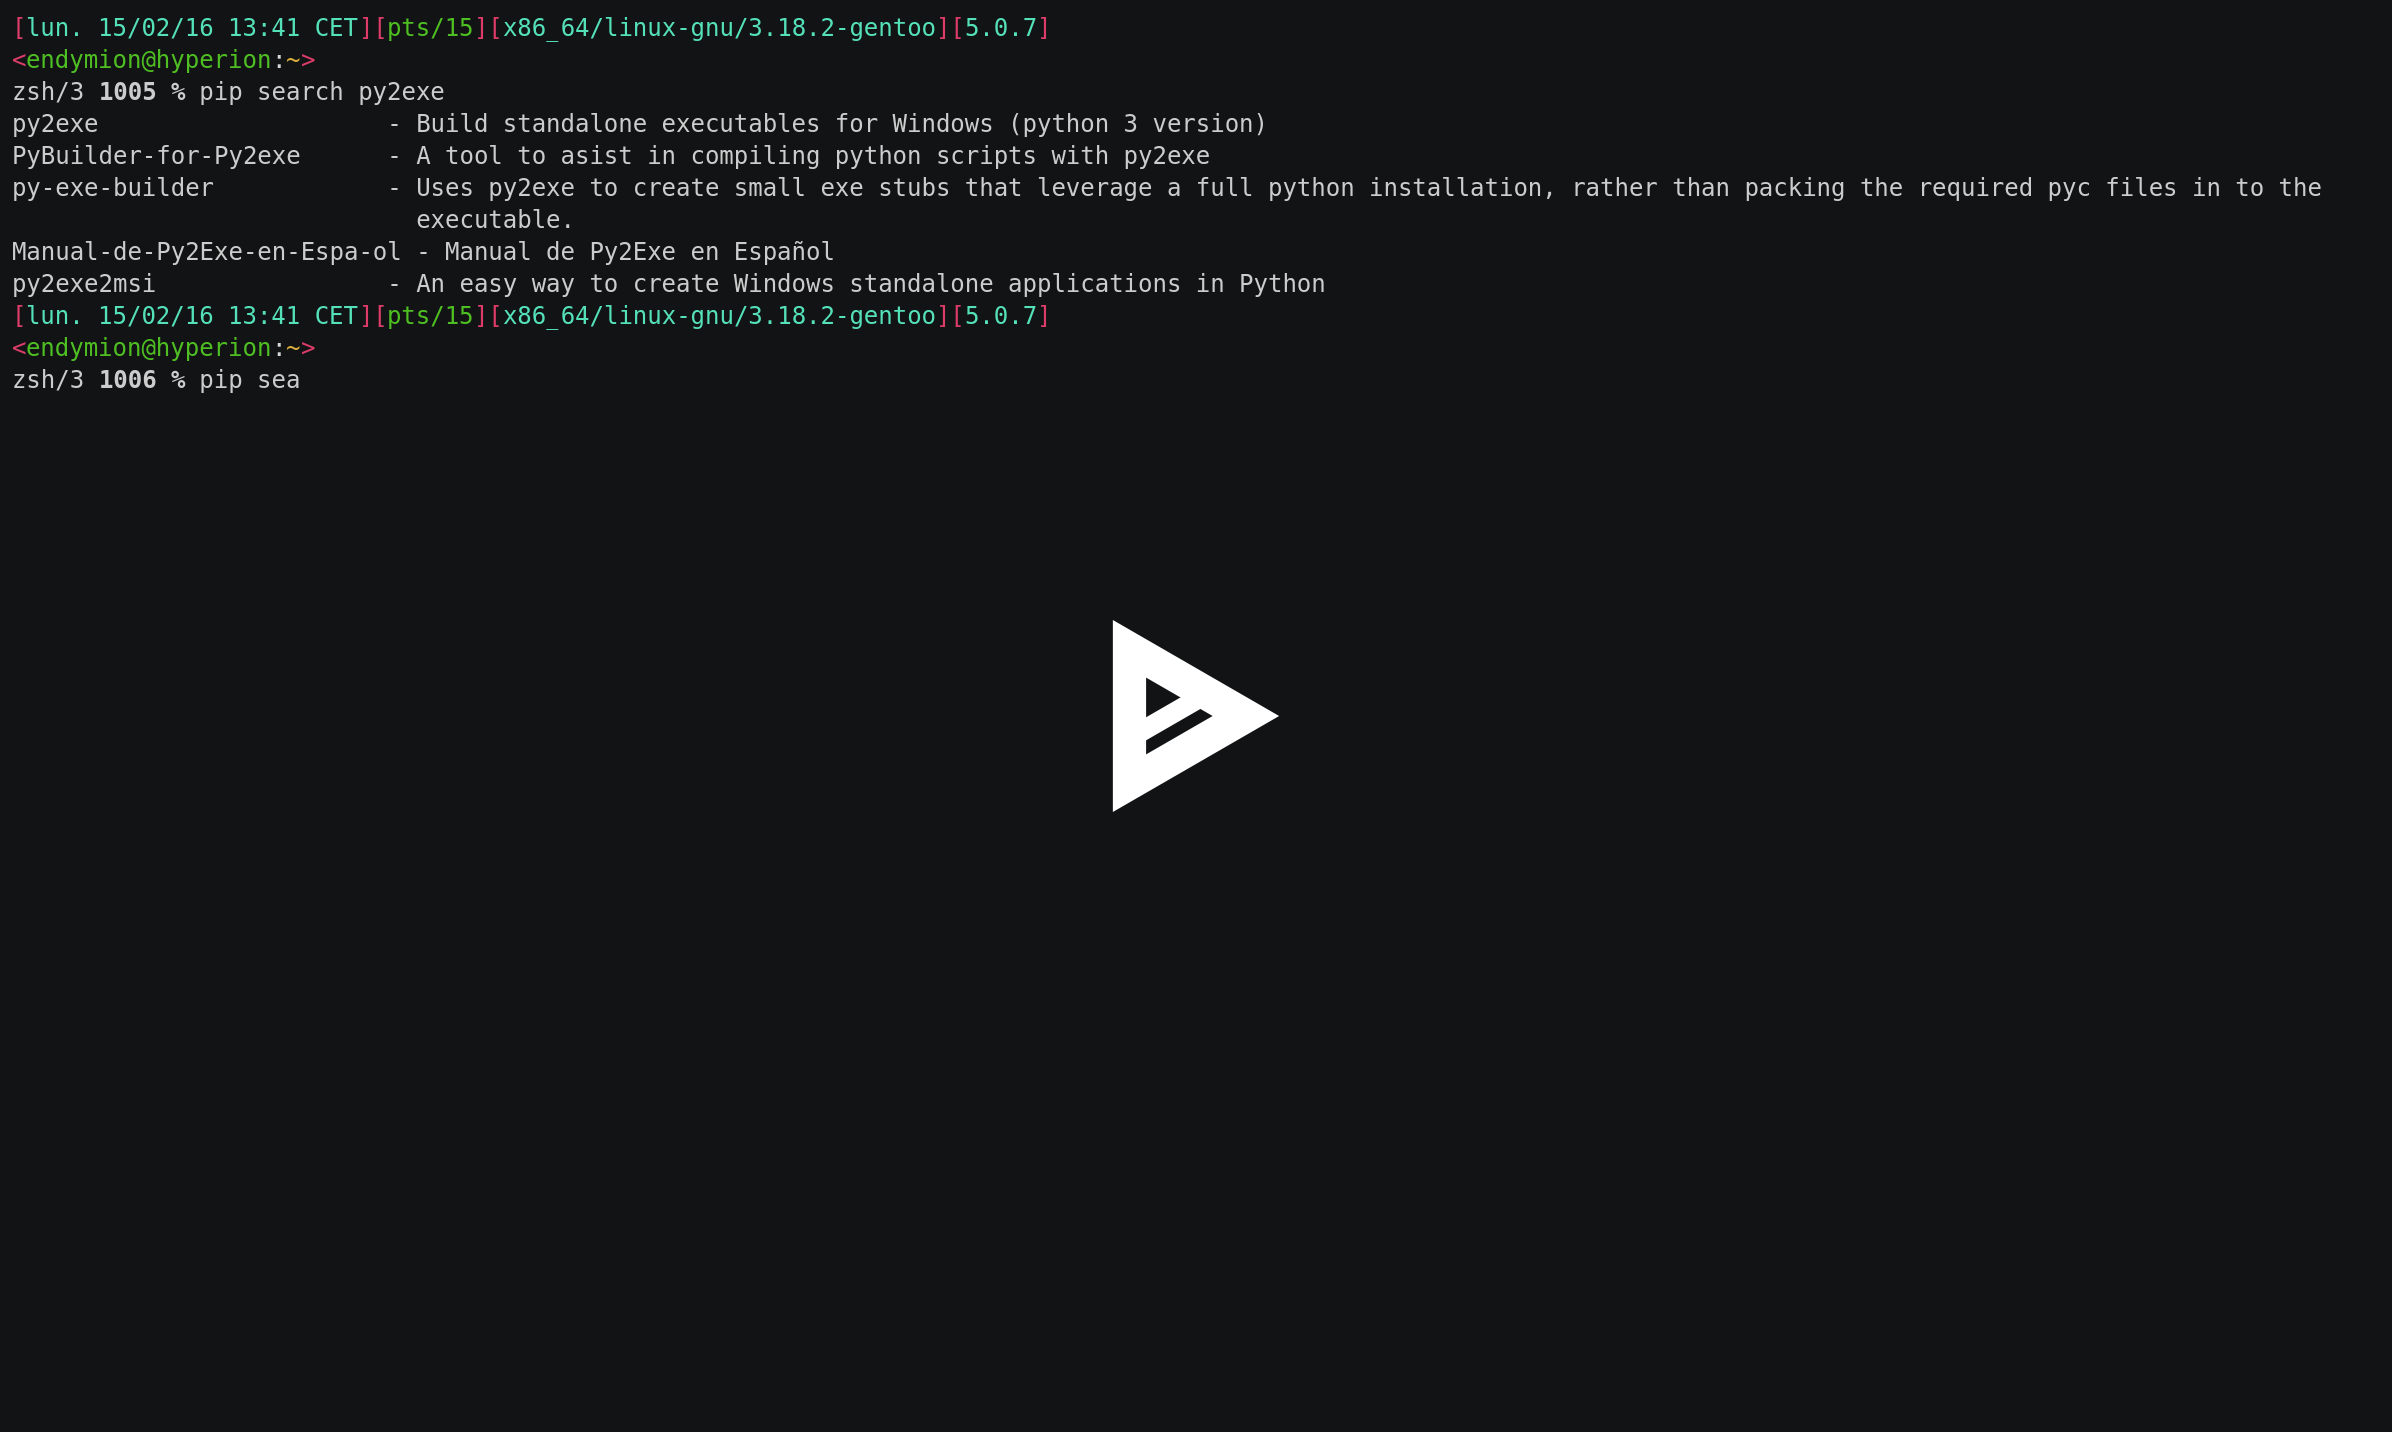 [lun. 15/02/16 13:41 CET][pts/15][x86_64/linux-gnu/3.18.2-gentoo][5.0.7]
<endymion@hyperion:~>
zsh/3 1005 % pip search py2exe
py2exe                    - Build standalone executables for Windows (python 3 version)
PyBuilder-for-Py2exe      - A tool to asist in compiling python scripts with py2exe
py-exe-builder            - Uses py2exe to create small exe stubs that leverage a full python installation, rather than packing the required pyc files in to the
                            executable.
Manual-de-Py2Exe-en-Espa-ol - Manual de Py2Exe en Español
py2exe2msi                - An easy way to create Windows standalone applications in Python
[lun. 15/02/16 13:41 CET][pts/15][x86_64/linux-gnu/3.18.2-gentoo][5.0.7]
<endymion@hyperion:~>
zsh/3 1006 % pip sea